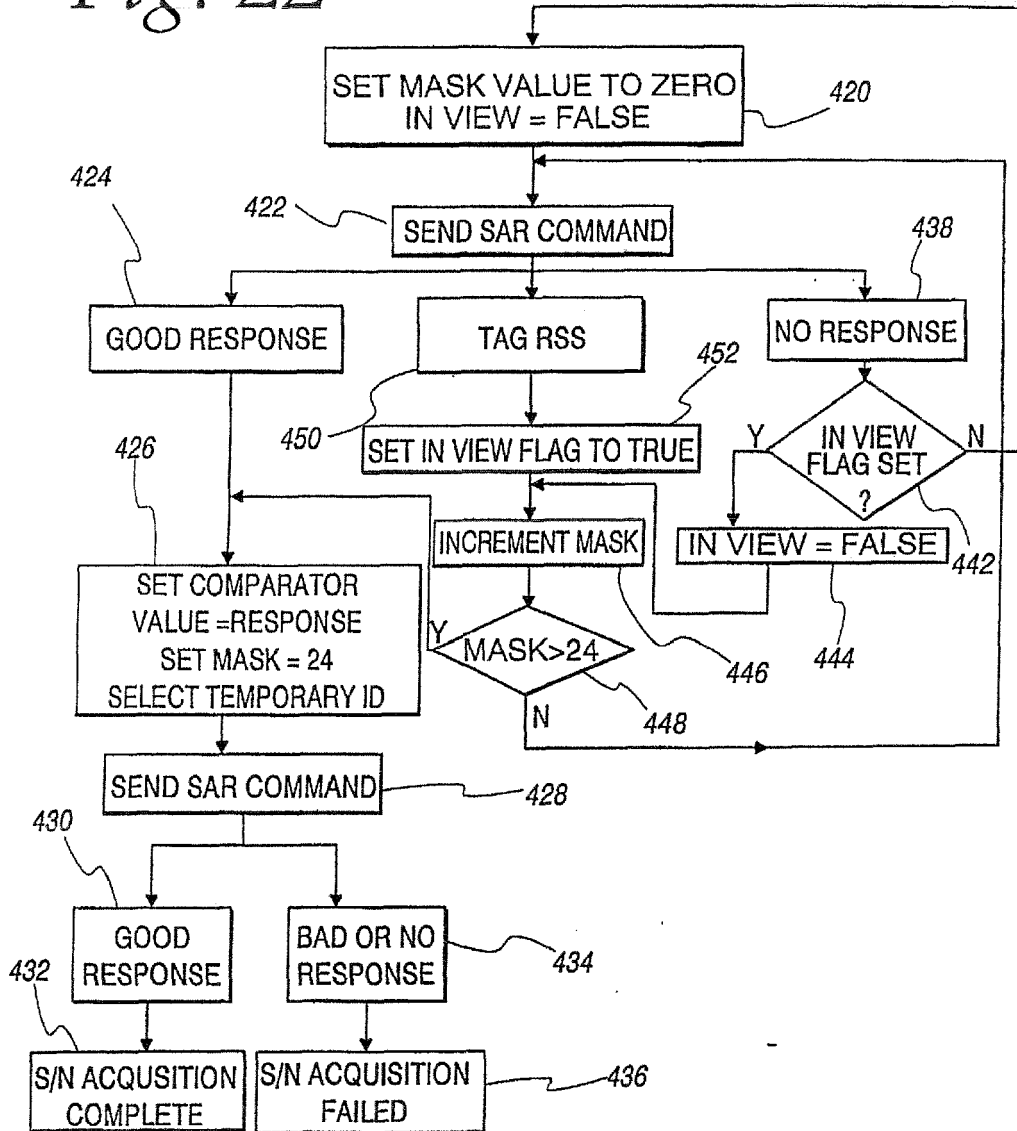 Fig. 22
SET MASK VALUE TO ZERO
IN VIEW = FALSE
420
424
422
SEND SAR COMMAND
438
GOOD RESPONSE
TAG RSS
NO RESPONSE
452
450
SET IN VIEW FLAG TO TRUE
Y
IN VIEW
FLAG SET
?
N
442
426
INCREMENT MASK
446
IN VIEW = FALSE
444
SET COMPARATOR
VALUE =RESPONSE
SET MASK = 24
SELECT TEMPORARY ID
Y
MASK>24
448
N
SEND SAR COMMAND
428
430
GOOD
RESPONSE
BAD OR NO
RESPONSE
434
432
S/N ACQUSITION
COMPLETE
S/N ACQUISITION
FAILED
436